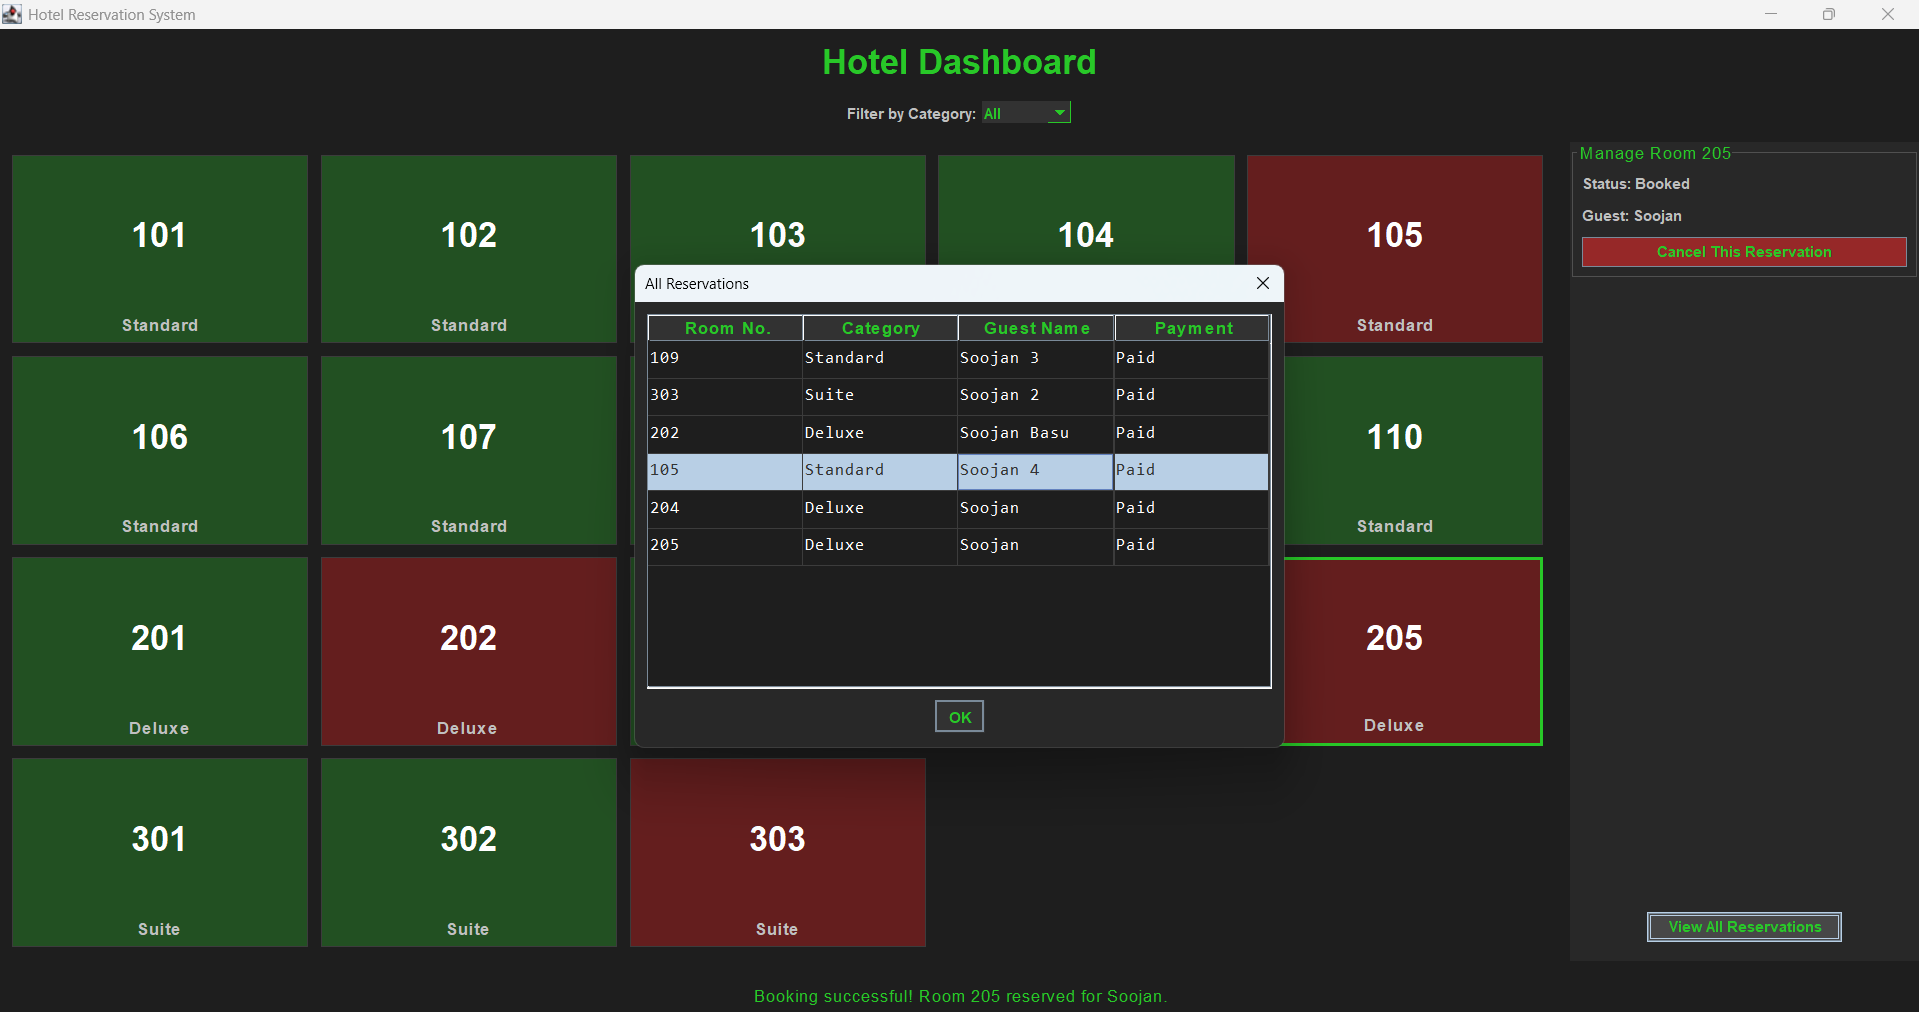 Hotel Reservation System
Hotel Dashboard
Filter by Category: All
101
Standard
102
Standard
103
104
105
Standard
106
Standard
107
Standard
110
Standard
201
Deluxe
202
Deluxe
205
Deluxe
301
Suite
302
Suite
303
Suite
All Reservations
Room No. Category Guest Name Payment
109 Standard Soojan 3 Paid
303 Suite Soojan 2 Paid
202 Deluxe Soojan Basu Paid
105 Standard Soojan 4 Paid
204 Deluxe Soojan Paid
205 Deluxe Soojan Paid
OK
Manage Room 205
Status: Booked
Guest: Soojan
Cancel This Reservation
View All Reservations
Booking successful! Room 205 reserved for Soojan.